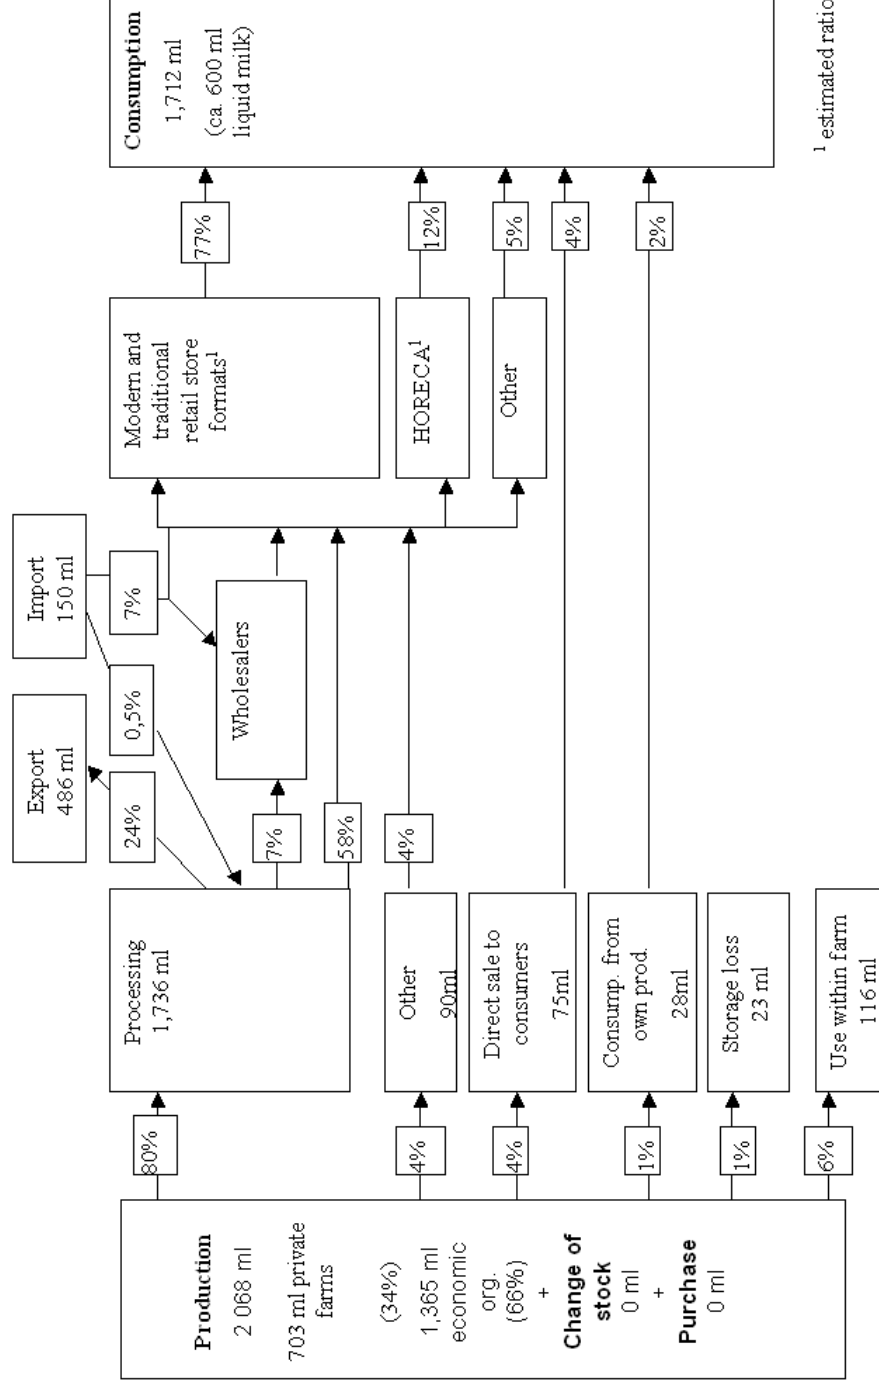 Production
2 068 ml
703 ml private
farms
(34%)
1,365 ml
economic
org.
(66%)
+
Change of
stock
0 ml
+
Purchase
0 ml
80%
4%
4%
1%
1%
6%
Processing
1,736 ml
Other
90ml
Direct sale to
consumers
75ml
Consump. from
own prod.
28ml
Storage loss
23 ml
Use within farm
116 ml
24%
0,5%
7%
7%
58%
4%
Export
486 ml
Import
150 ml
Wholesalers
Modern and
traditional
retail store
formats¹
HORECA¹
Other
77%
12%
5%
4%
2%
Consumption
1,712 ml
(ca. 600 ml
liquid milk)
¹ estimated ratio